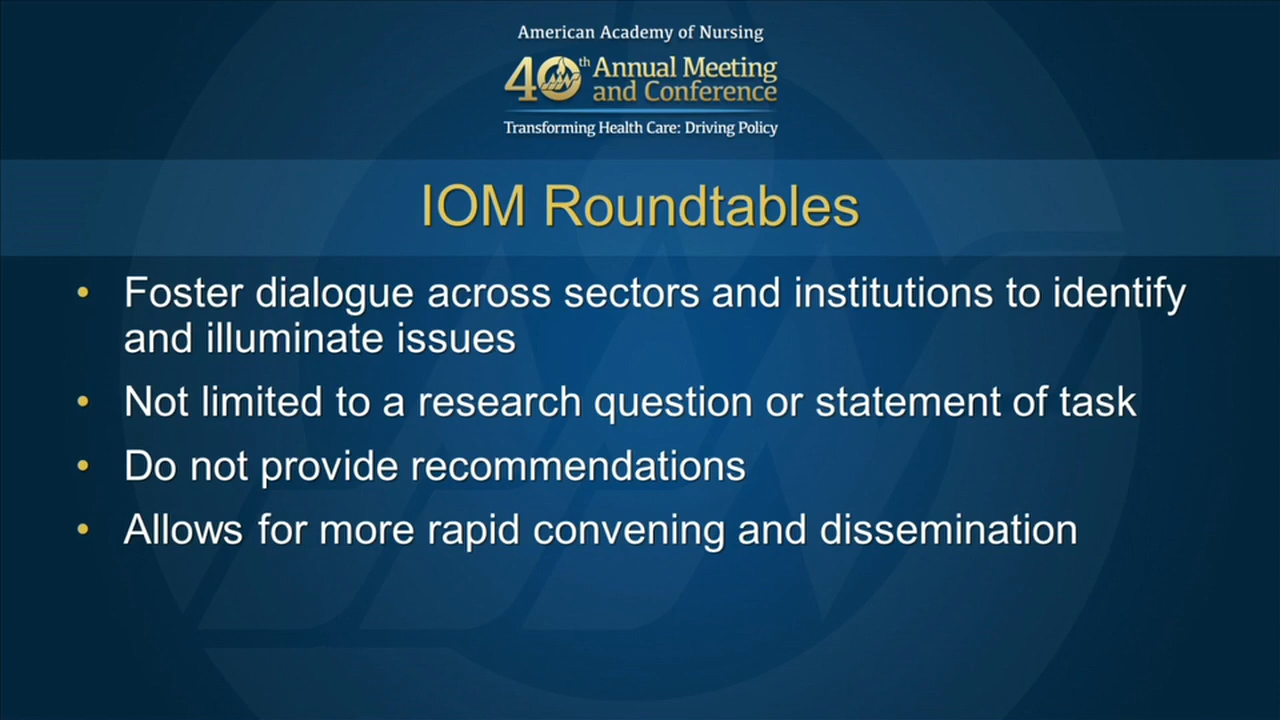 American Academy of Nursing
40th Annual Meeting
and Conference
Transforming Health Care: Driving Policy
IOM Roundtables
• Foster dialogue across sectors and institutions to identify
and illuminate issues
• Not limited to a research question or statement of task
• Do not provide recommendations
• Allows for more rapid convening and dissemination